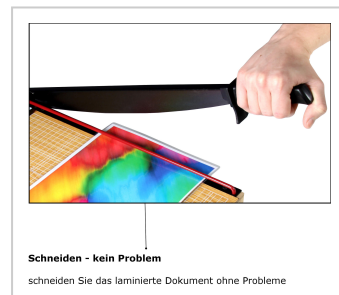 Schneiden - kein Problem
schneiden Sie das laminierte Dokument ohne Probleme